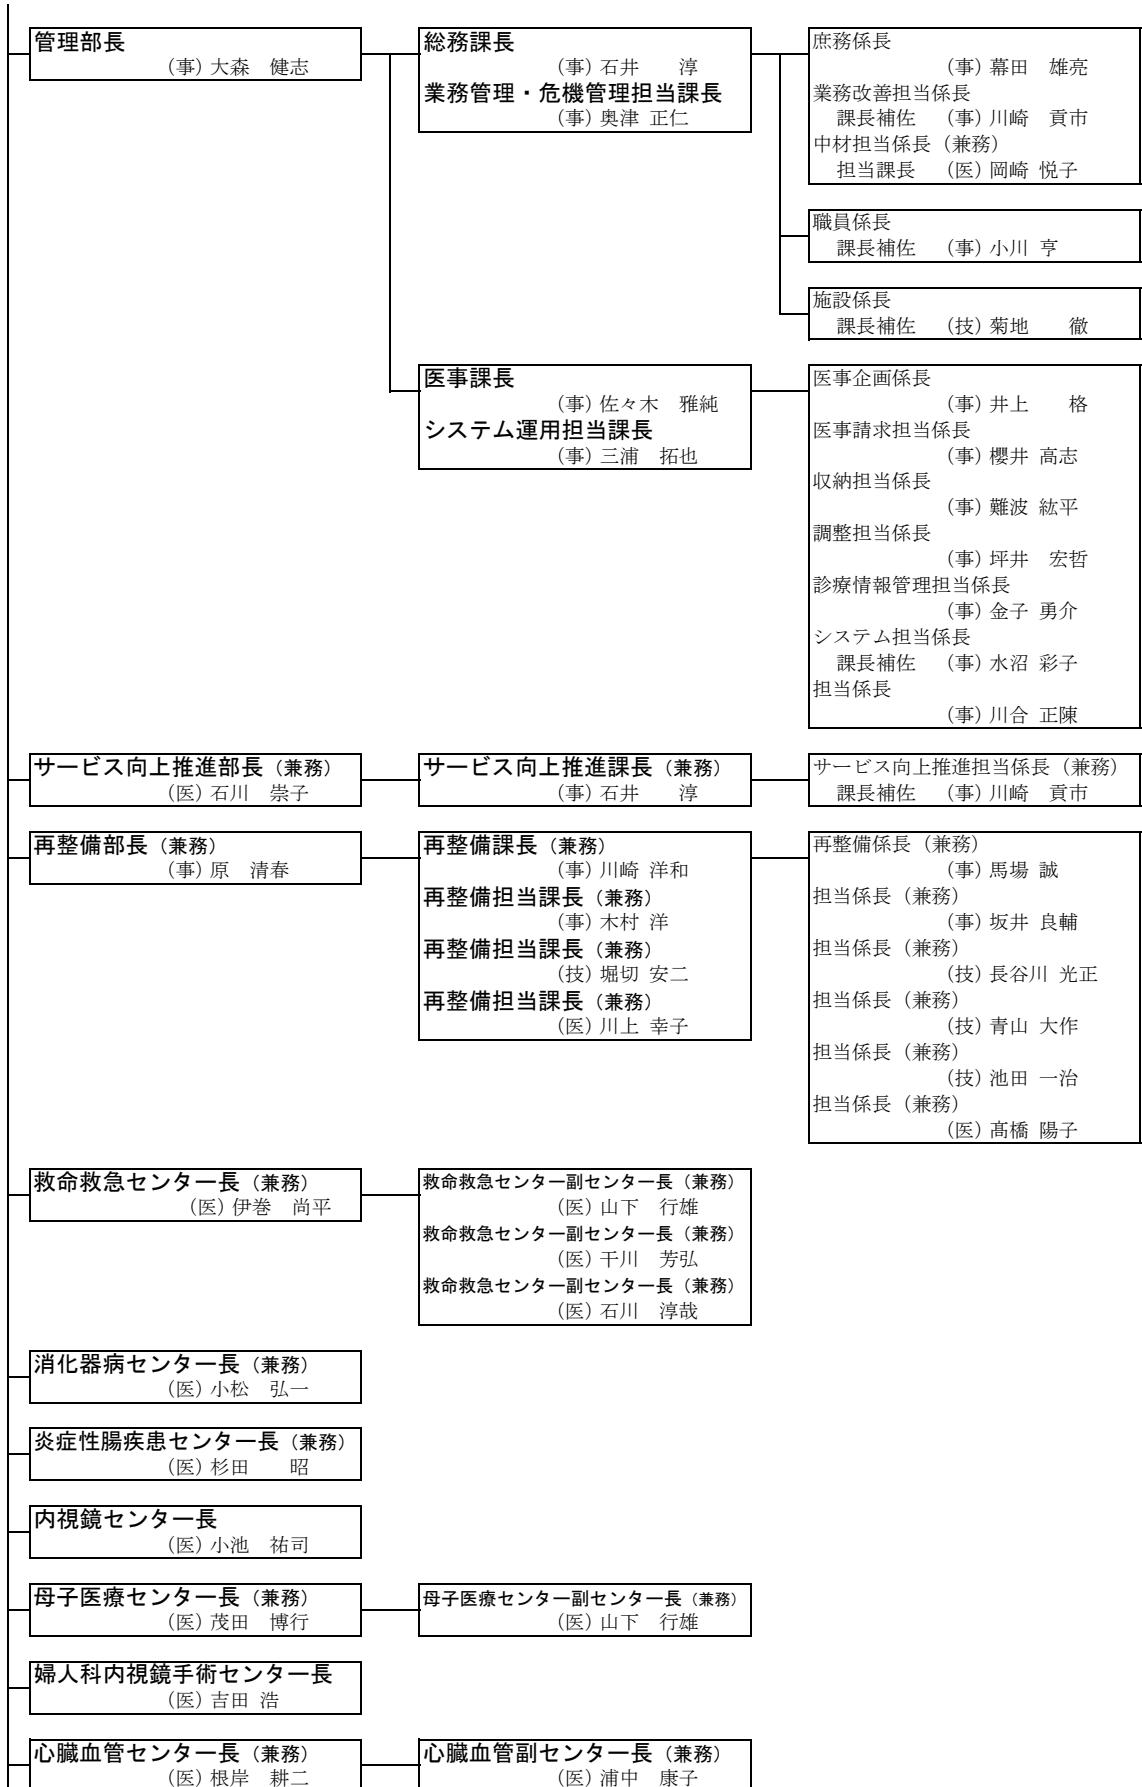 管理部長
(事) 大森　健志
総務課長
(事) 石井　　淳
業務管理・危機管理担当課長
(事) 奥津 正仁
庶務係長
(事) 幕田　雄亮
業務改善担当係長
課長補佐　(事) 川崎　貢市
中材担当係長（兼務）
担当課長　(医) 岡崎 悦子
職員係長
課長補佐　(事) 小川 亨
施設係長
課長補佐　(技) 菊地　　徹
医事課長
(事) 佐々木　雅純
システム運用担当課長
(事) 三浦　拓也
医事企画係長
(事) 井上　　格
医事請求担当係長
(事) 櫻井 高志
収納担当係長
(事) 難波 紘平
調整担当係長
(事) 坪井　宏哲
診療情報管理担当係長
(事) 金子 勇介
システム担当係長
課長補佐　(事) 水沼 彩子
担当係長
(事) 川合 正陳
サービス向上推進部長（兼務）
(医) 石川　崇子
サービス向上推進課長（兼務）
(事) 石井　　淳
サービス向上推進担当係長（兼務）
課長補佐　(事) 川崎　貢市
再整備部長（兼務）
(事) 原　清春
再整備課長（兼務）
(事) 川崎 洋和
再整備担当課長（兼務）
(事) 木村 洋
再整備担当課長（兼務）
(技) 堀切 安二
再整備担当課長（兼務）
(医) 川上 幸子
再整備係長（兼務）
(事) 馬場 誠
担当係長（兼務）
(事) 坂井 良輔
担当係長（兼務）
(技) 長谷川 光正
担当係長（兼務）
(技) 青山 大作
担当係長（兼務）
(技) 池田 一治
担当係長（兼務）
(医) 髙橋 陽子
救命救急センター長（兼務）
(医) 伊巻　尚平
救命救急センター副センター長（兼務）
(医) 山下　行雄
救命救急センター副センター長（兼務）
(医) 干川　芳弘
救命救急センター副センター長（兼務）
(医) 石川　淳哉
消化器病センター長（兼務）
(医) 小松　弘一
炎症性腸疾患センター長（兼務）
(医) 杉田　　昭
内視鏡センター長
(医) 小池　祐司
母子医療センター長（兼務）
(医) 茂田　博行
母子医療センター副センター長（兼務）
(医) 山下　行雄
婦人科内視鏡手術センター長
(医) 吉田 浩
心臓血管センター長（兼務）
(医) 根岸　耕二
心臓血管副センター長（兼務）
(医) 浦中　康子